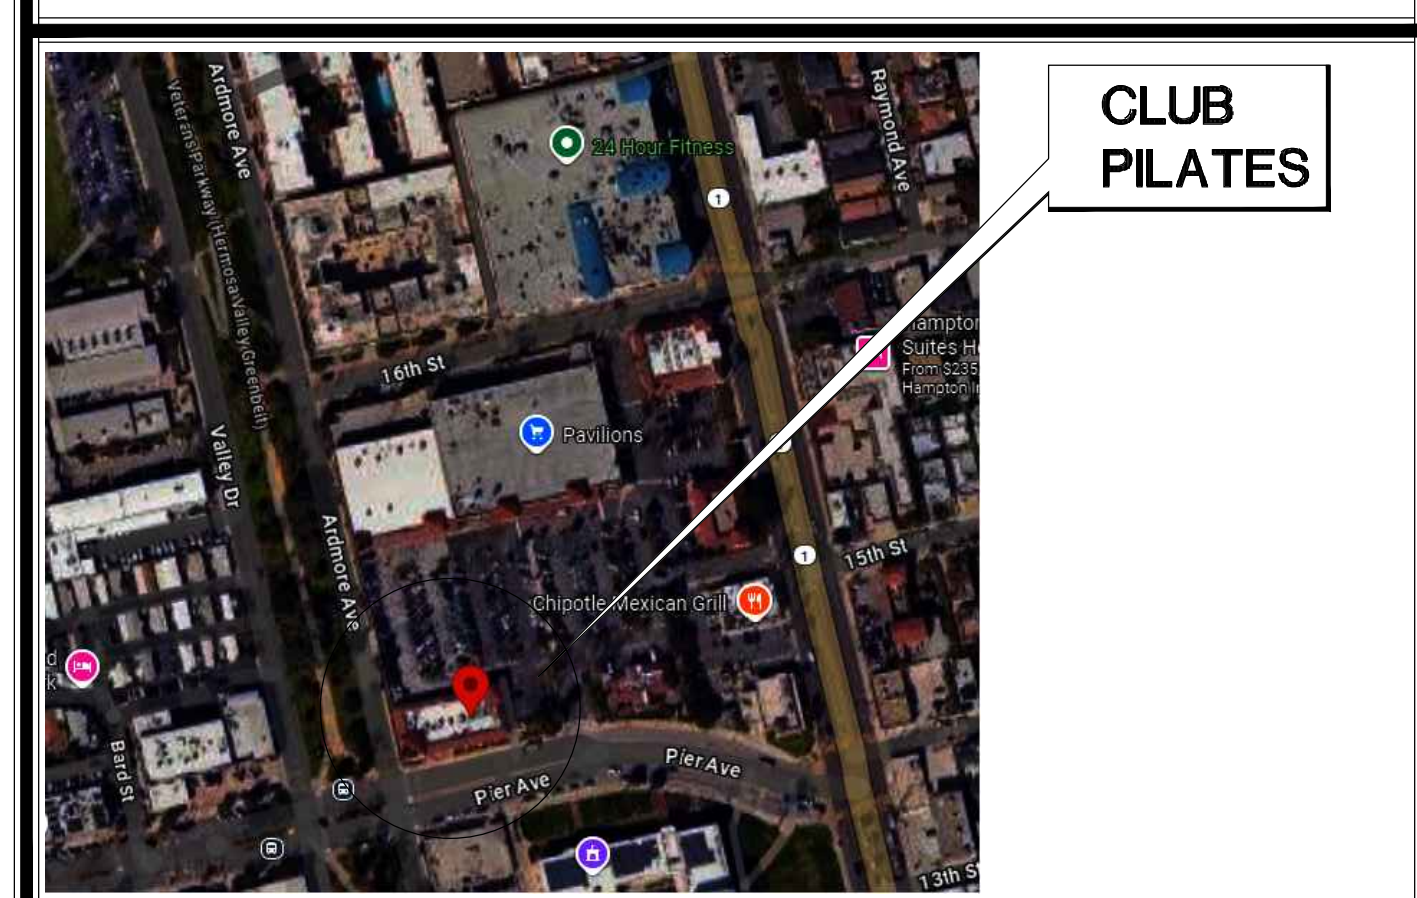 CLUB
PILATES
Ardmore Ave
Veterans Parkway (Hermosa Valley Greenbelt)
Raymond Ave
24 Hour Fitness
1
16th St
Suites
From $235
Hampton
Pavilions
Valley Dr
Ardmore Ave
1
15th St
Chipotle Mexican Grill
Bard St
Pier Ave
Pier Ave
13th